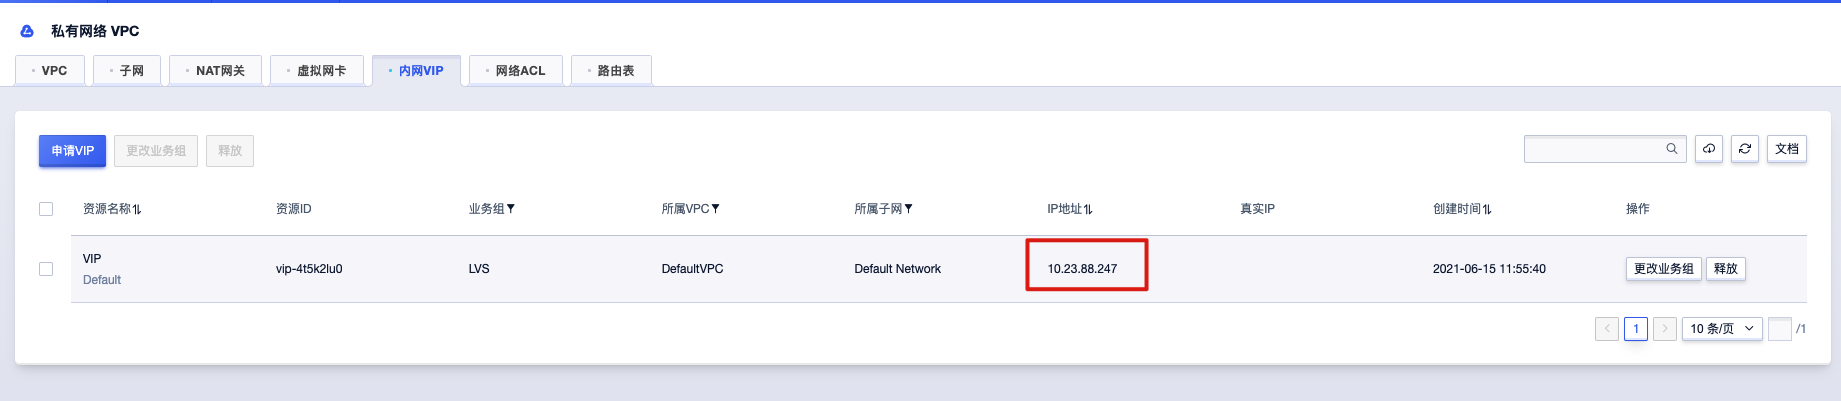 私有网络 VPC
VPC 子网 NAT网关 虚拟网卡 内网VIP 网络ACL 路由表
申请VIP 更改业务组 释放 文档
资源名称 资源ID 业务组 所属VPC 所属子网 IP地址 真实IP 创建时间 操作
VIP
Default
vip-4t5k2lu0 LVS DefaultVPC Default Network 10.23.88.247 2021-06-15 11:55:40 更改业务组 释放
1 10 条/页 /1